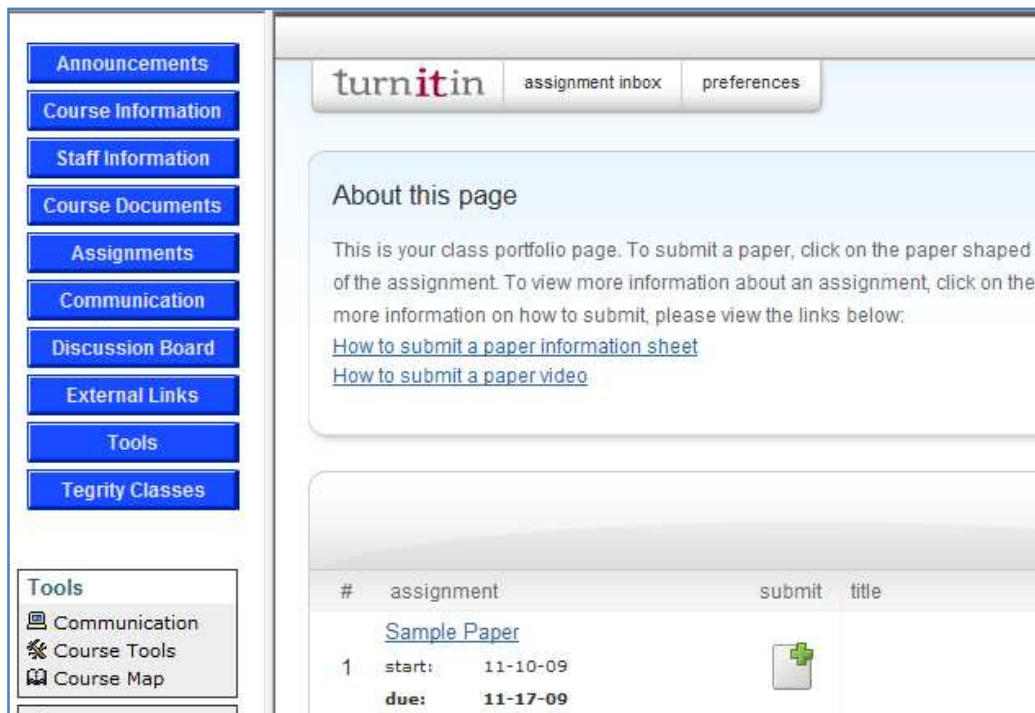 Announcements
Course Information
Staff Information
Course Documents
Assignments
Communication
Discussion Board
External Links
Tools
Tegrity Classes
Tools
Communication
Course Tools
Course Map
turnitin
assignment inbox
preferences
About this page
This is your class portfolio page. To submit a paper, click on the paper shaped
of the assignment. To view more information about an assignment, click on the
more information on how to submit, please view the links below:
How to submit a paper information sheet
How to submit a paper video
# assignment submit title
Sample Paper
1 start: 11-10-09
due: 11-17-09